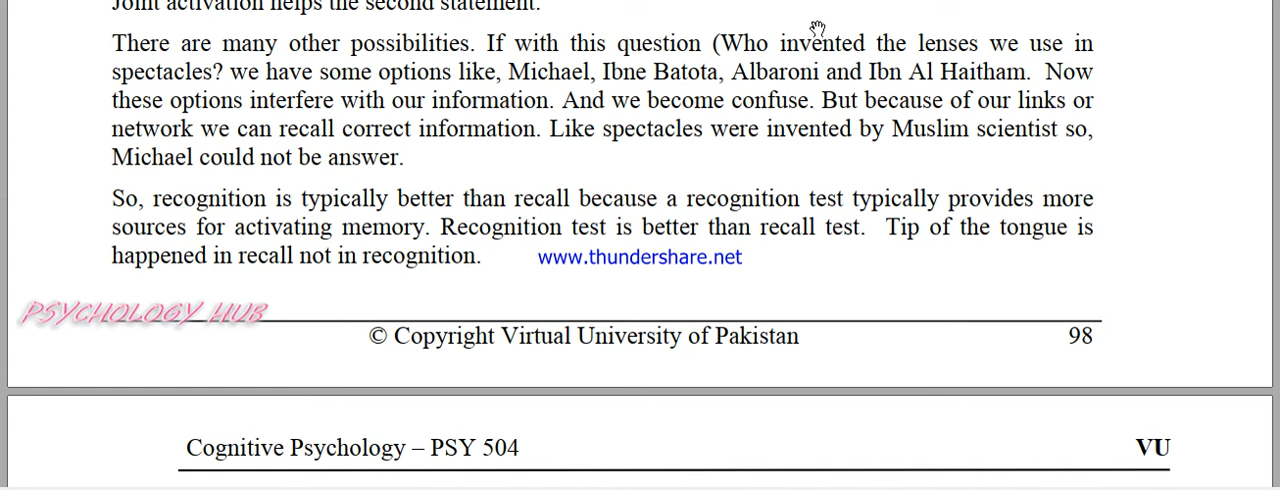 Joint activation helps the second statement.
There are many other possibilities. If with this question (Who invented the lenses we use in
spectacles? we have some options like, Michael, Ibne Batota, Albaroni and Ibn Al Haitham. Now
these options interfere with our information. And we become confuse. But because of our links or
network we can recall correct information. Like spectacles were invented by Muslim scientist so,
Michael could not be answer.
So, recognition is typically better than recall because a recognition test typically provides more
sources for activating memory. Recognition test is better than recall test. Tip of the tongue is
happened in recall not in recognition. www.thundershare.net
PSYCHOLOGY HUB
© Copyright Virtual University of Pakistan 98
Cognitive Psychology – PSY 504 VU